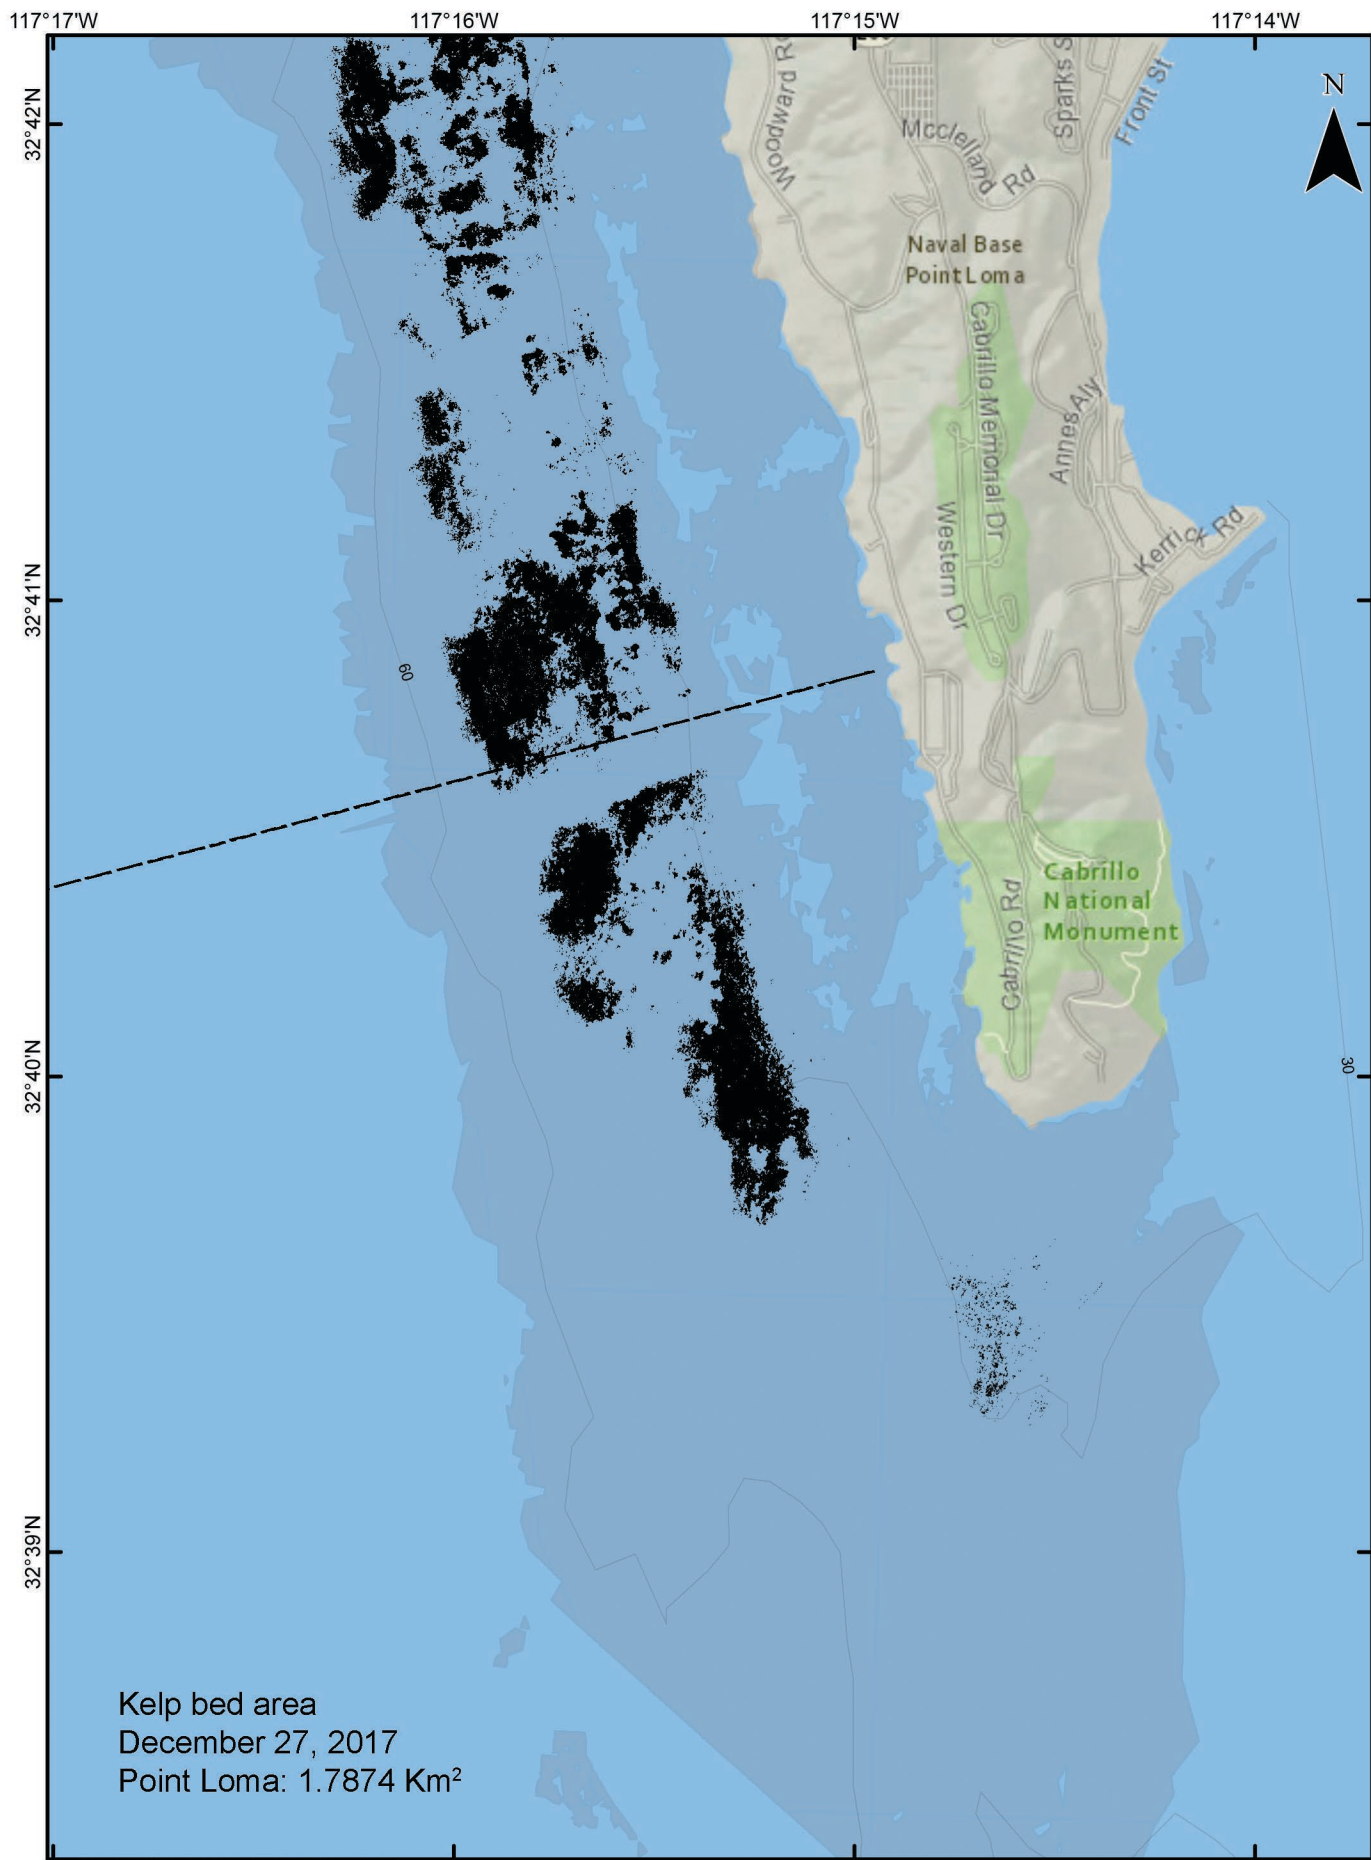 117°17'W
117°16'W
117°15'W
117°14'W
32°42'N
32°41'N
32°40'N
32°39'N
N
Woodward R
Mcclelland Rd
Sparks S
Front St
Naval Base
Point Loma
Cabrillo Memorial Dr
Annes Aly
Western Dr
Kerrick Rd
60
Cabrillo Rd
Cabrillo
National
Monument
30
Kelp bed area
December 27, 2017
Point Loma: 1.7874 Km²